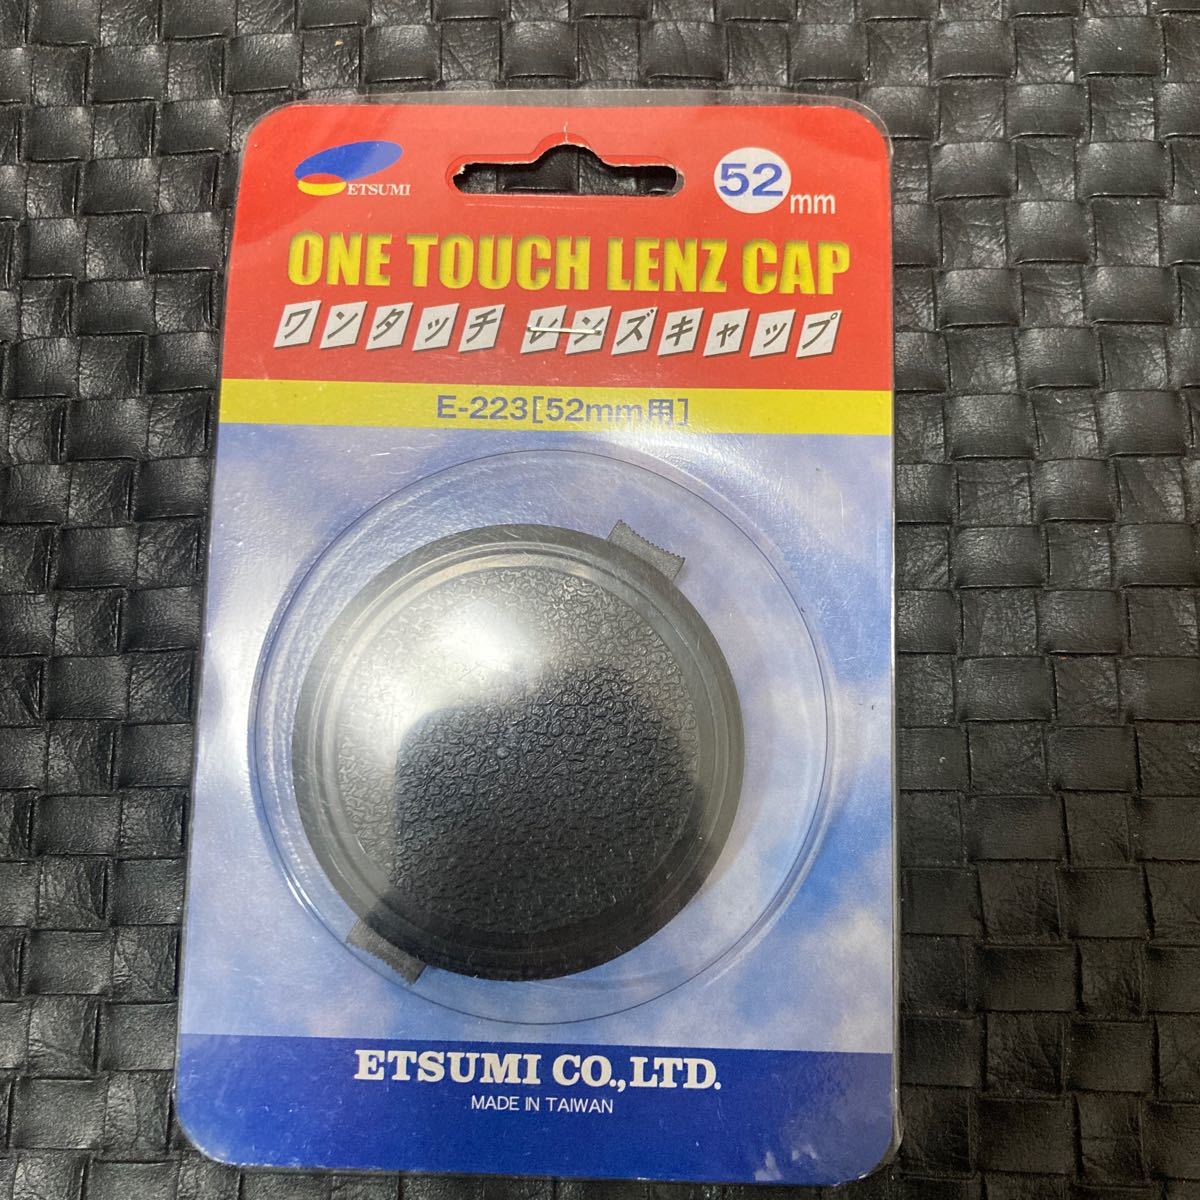 ETSUMI
52mm
ONE TOUCH LENZ CAP
ワンタッチ レンズキャップ
E-223[52mm用]
ETSUMI CO.,LTD.
MADE IN TAIWAN